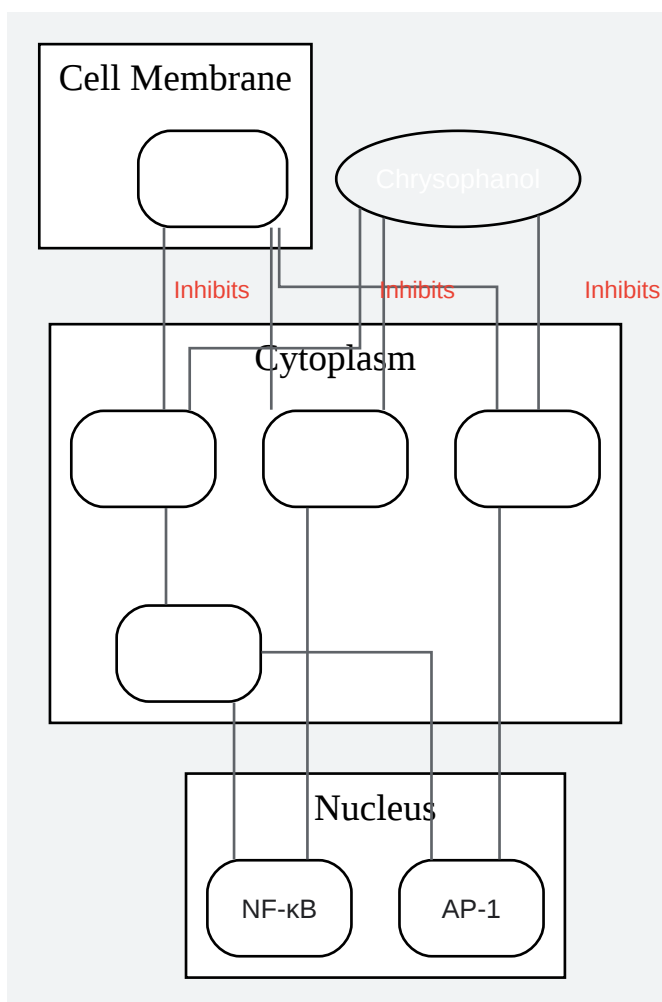 Cell Membrane
Chrysophanol
Inhibits
Inhibits
Inhibits
Cytoplasm
Nucleus
NF-κB
AP-1